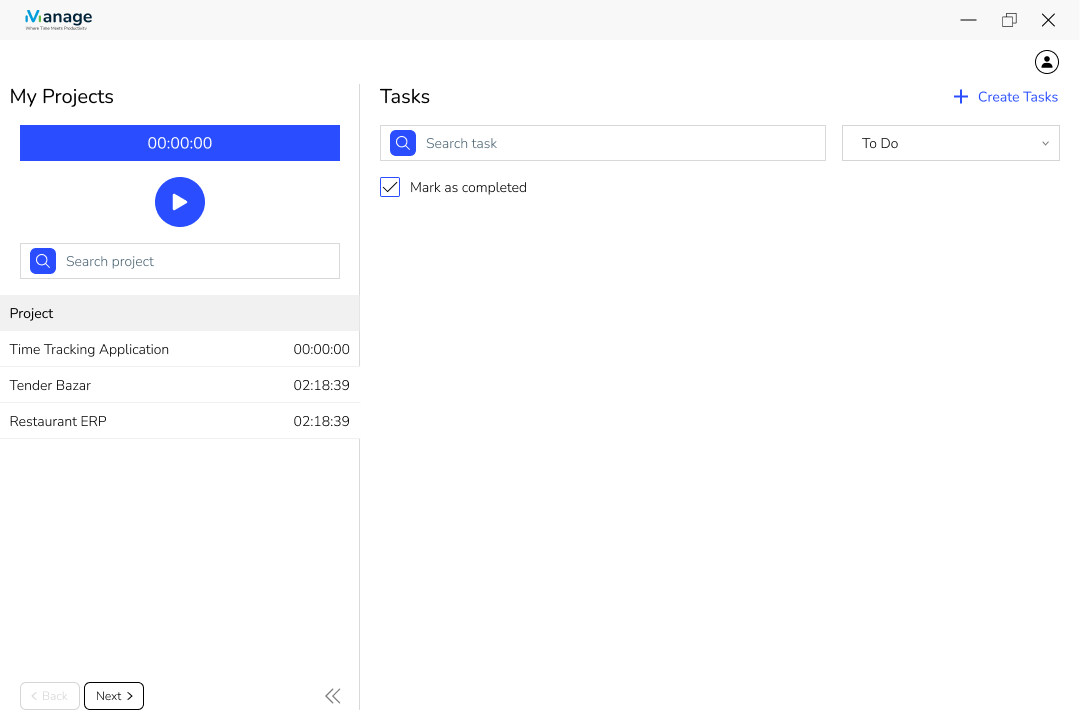 Manage
Where Time Meets Productivity
My Projects
00:00:00
Search project
Project
Time Tracking Application 00:00:00
Tender Bazar 02:18:39
Restaurant ERP 02:18:39
Back Next
Tasks
Create Tasks
Search task
To Do
Mark as completed